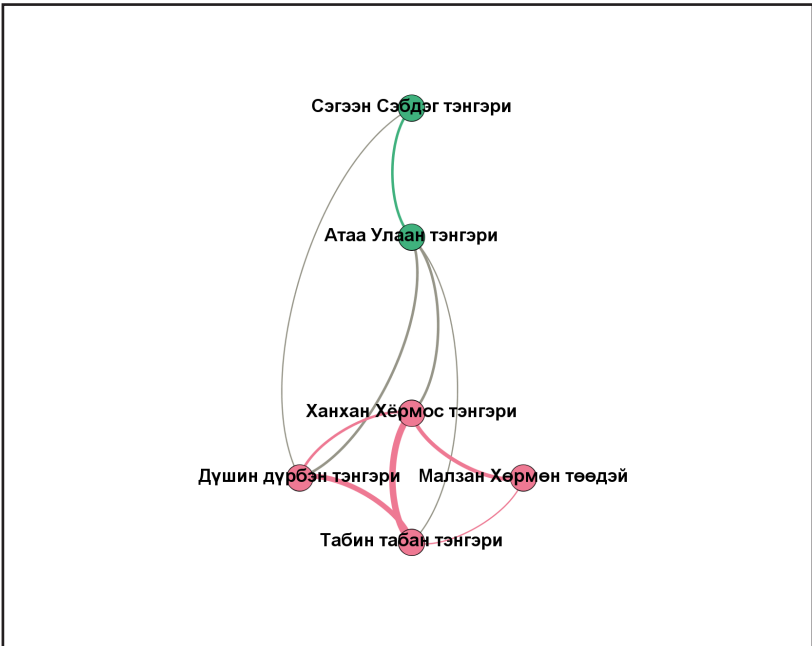 Сэгээн Сэбдэг тэнгэри
Атаа Улаан тэнгэри
Ханхан Хёрмос тэнгэри
Дүшин дүрбэн тэнгэри
Малзан Хөрмөн төөдэй
Табин табан тэнгэри